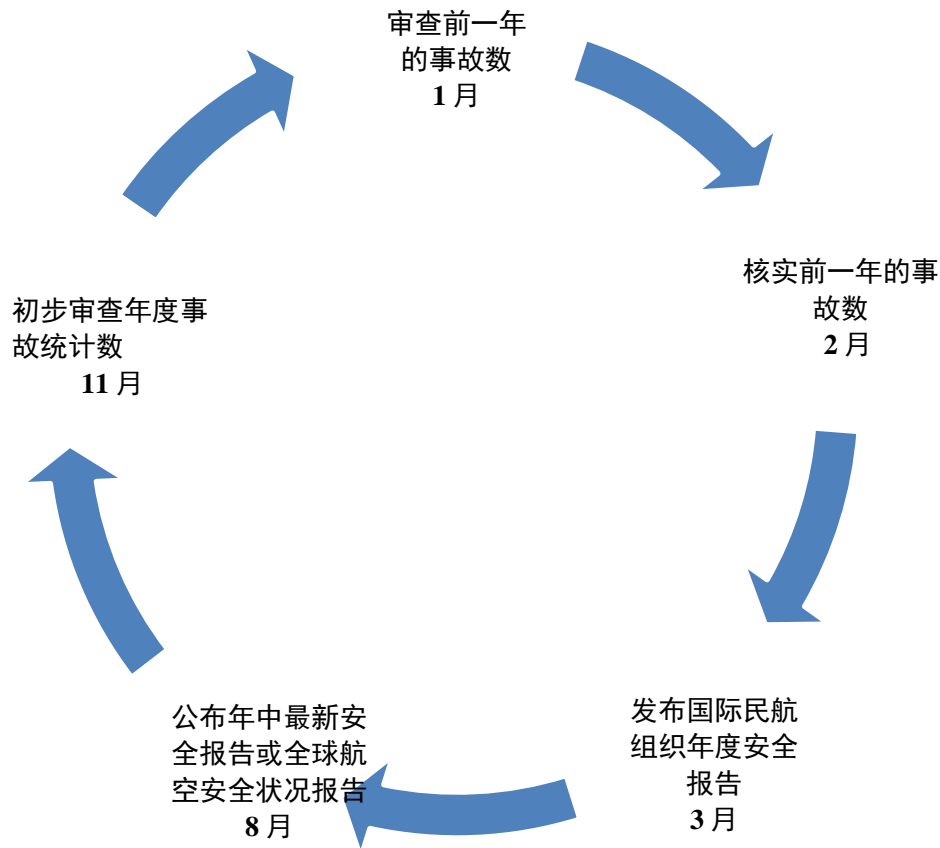 审查前一年
的事故数
1 月
核实前一年的事
故数
2 月
发布国际民航
组织年度安全
报告
3 月
公布年中最新安
全报告或全球航
空安全状况报告
8 月
初步审查年度事
故统计数
11 月